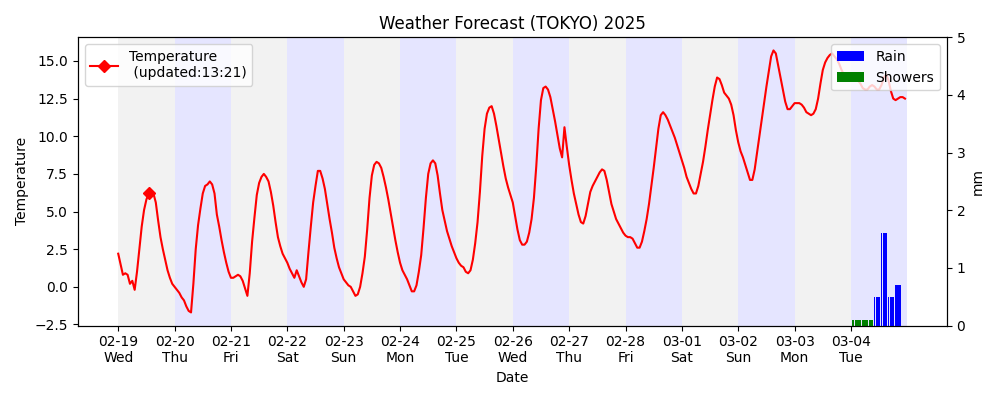 Weather Forecast (TOKYO) 2025
Temperature
(updated:13:21)
Rain
Showers
Temperature
15.0
12.5
10.0
7.5
5.0
2.5
0.0
−2.5
5
4
3
2
1
0
mm
02-19 02-20 02-21 02-22 02-23 02-24 02-25 02-26 02-27 02-28 03-01 03-02 03-03 03-04
Wed Thu Fri Sat Sun Mon Tue Wed Thu Fri Sat Sun Mon Tue
Date